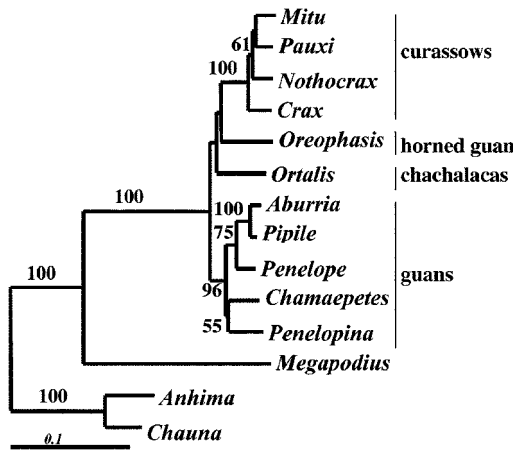 Mitu
61
Pauxi
curassows
100
Nothocrax
Crax
Oreophasis
horned guan
Ortalis
chachalacas
100
Aburria
100
75
Pipile
Penelope
guans
100
96
Chamaepetes
55
Penelopina
Megapodius
100
Anhima
Chauna
0.1